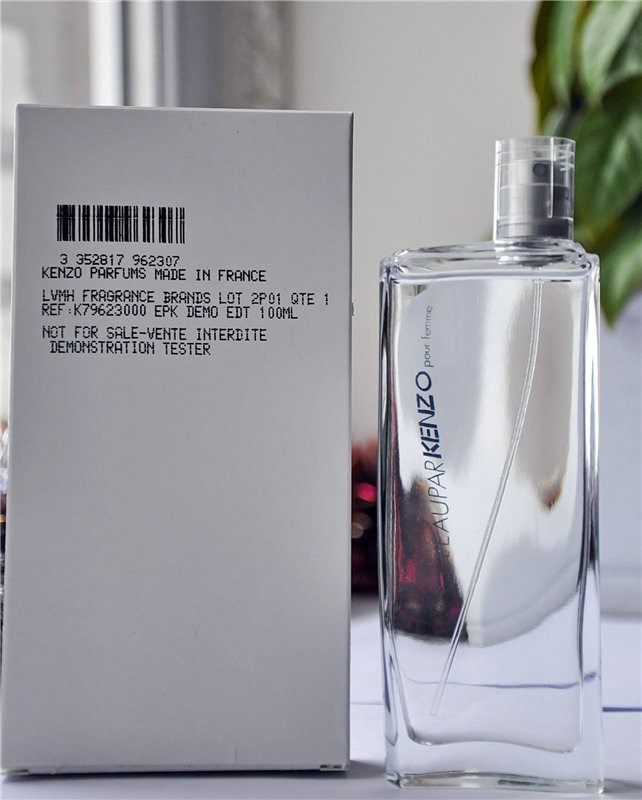 3 352817 962307
KENZO PARFUMS MADE IN FRANCE
LVMH FRAGRANCE BRANDS LOT 2P01 QTE 1
REF:K79623000 EPK DEMO EDT 100ML
NOT FOR SALE-VENTE INTERDITE
DEMONSTRATION TESTER
L'EAUPARKENZO pour femme